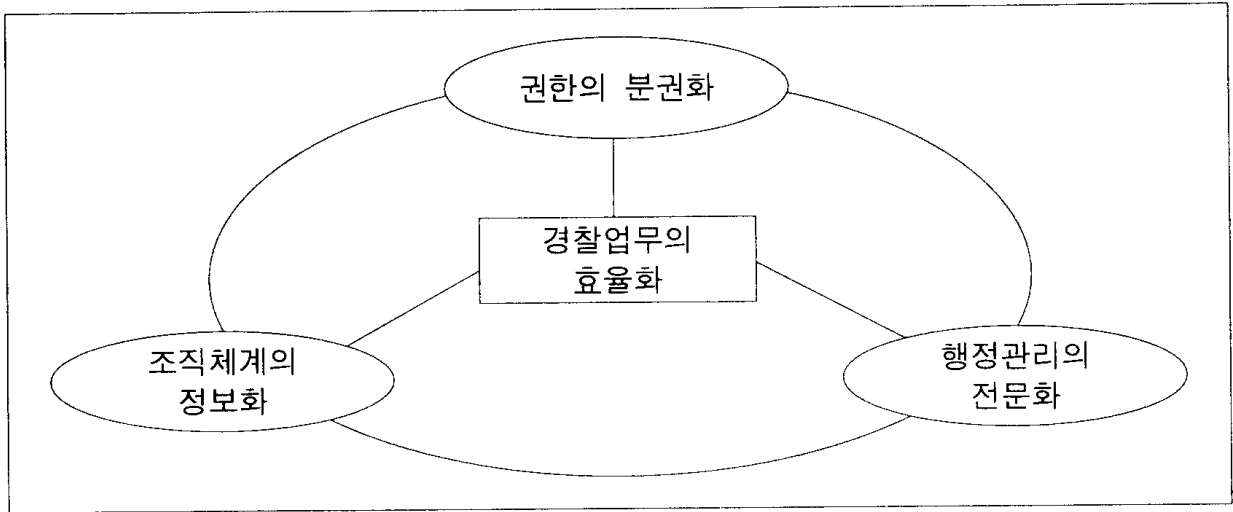 권한의 분권화
경찰업무의
효율화
조직체계의
정보화
행정관리의
전문화